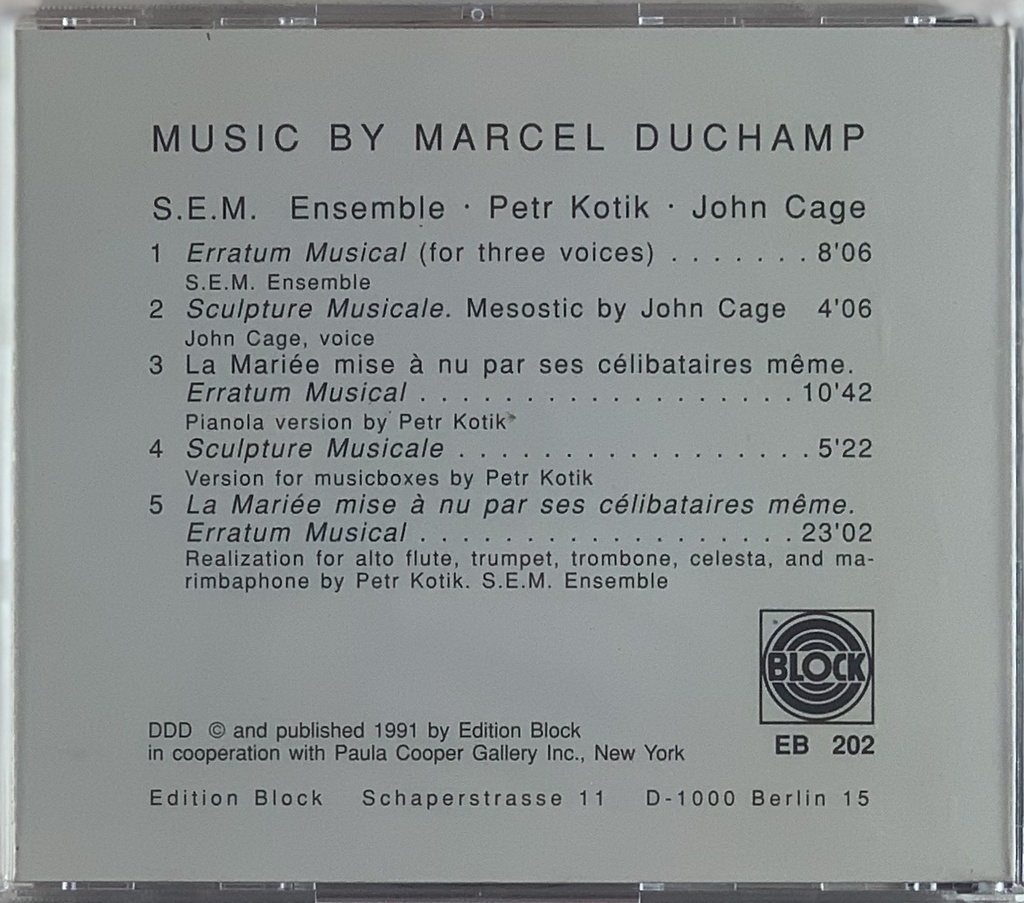 MUSIC BY MARCEL DUCHAMP
S.E.M. Ensemble · Petr Kotik · John Cage
1 Erratum Musical (for three voices) . . . . . . . 8'06
S.E.M. Ensemble
2 Sculpture Musicale. Mesostic by John Cage 4'06
John Cage, voice
3 La Mariée mise à nu par ses célibataires même.
Erratum Musical . . . . . . . . . . . . . . . . . . 10'42
Pianola version by Petr Kotik
4 Sculpture Musicale . . . . . . . . . . . . . . . . . 5'22
Version for musicboxes by Petr Kotik
5 La Mariée mise à nu par ses célibataires même.
Erratum Musical . . . . . . . . . . . . . . . . . . 23'02
Realization for alto flute, trumpet, trombone, celesta, and ma-
rimbaphone by Petr Kotik. S.E.M. Ensemble
BLOCK
EB 202
DDD © and published 1991 by Edition Block
in cooperation with Paula Cooper Gallery Inc., New York
Edition Block Schaperstrasse 11 D-1000 Berlin 15